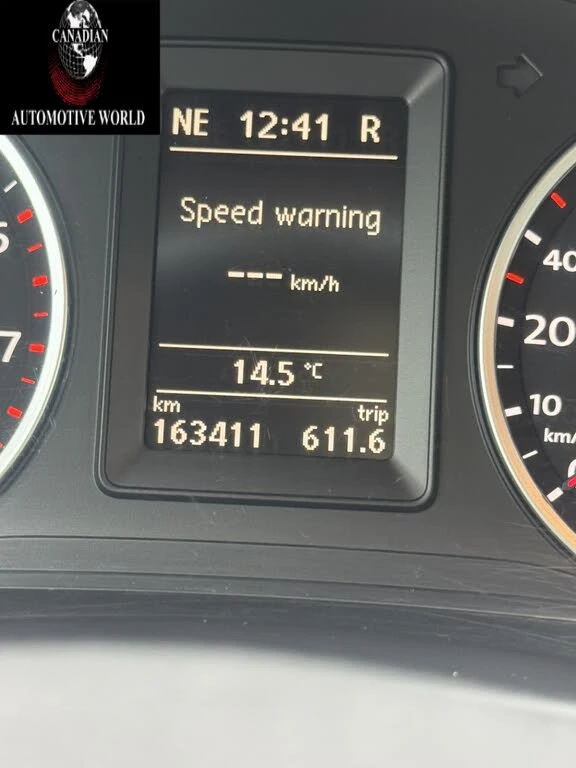 CANADIAN
AUTOMOTIVE WORLD
NE 12:41 R
Speed warning
--- km/h
14.5 °C
km trip
163411 611.6
7
40
20
10
km/